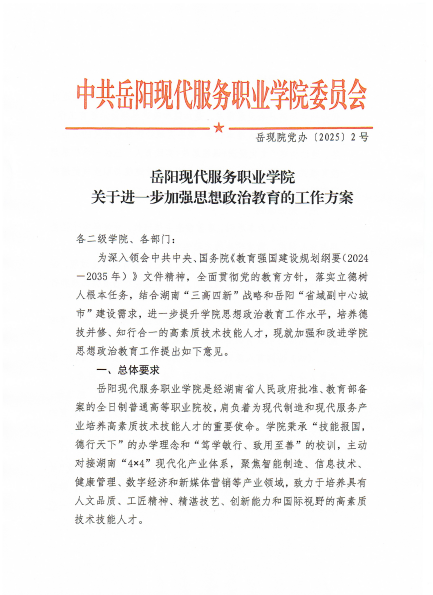 中共岳阳现代服务职业学院委员会
岳现院党办〔2025〕2号
岳阳现代服务职业学院
关于进一步加强思想政治教育的工作方案
各二级学院、各部门：
为深入领会中共中央、国务院《教育强国建设规划纲要（2024
—2035年）》文件精神，全面贯彻党的教育方针，落实立德树
人根本任务，结合湖南“三高四新”战略和岳阳“省域副中心城
市”建设需求，进一步提升学院思想政治教育工作水平，培养德
技并修、知行合一的高素质技术技能人才，现就加强和改进学院
思想政治教育工作提出如下意见。
一、总体要求
岳阳现代服务职业学院是经湖南省人民政府批准、教育部备
案的全日制普通高等职业院校，肩负着为现代制造和现代服务产
业培养高素质技术技能人才的重要使命。学院秉承“技能报国，
德行天下”的办学理念和“笃学敏行、致用至善”的校训，主动
对接湖南“4×4”现代化产业体系，聚焦智能制造、信息技术、
健康管理、数字经济和新媒体营销等产业领域，致力于培养具有
人文品质、工匠精神、精湛技艺、创新能力和国际视野的高素质
技术技能人才。